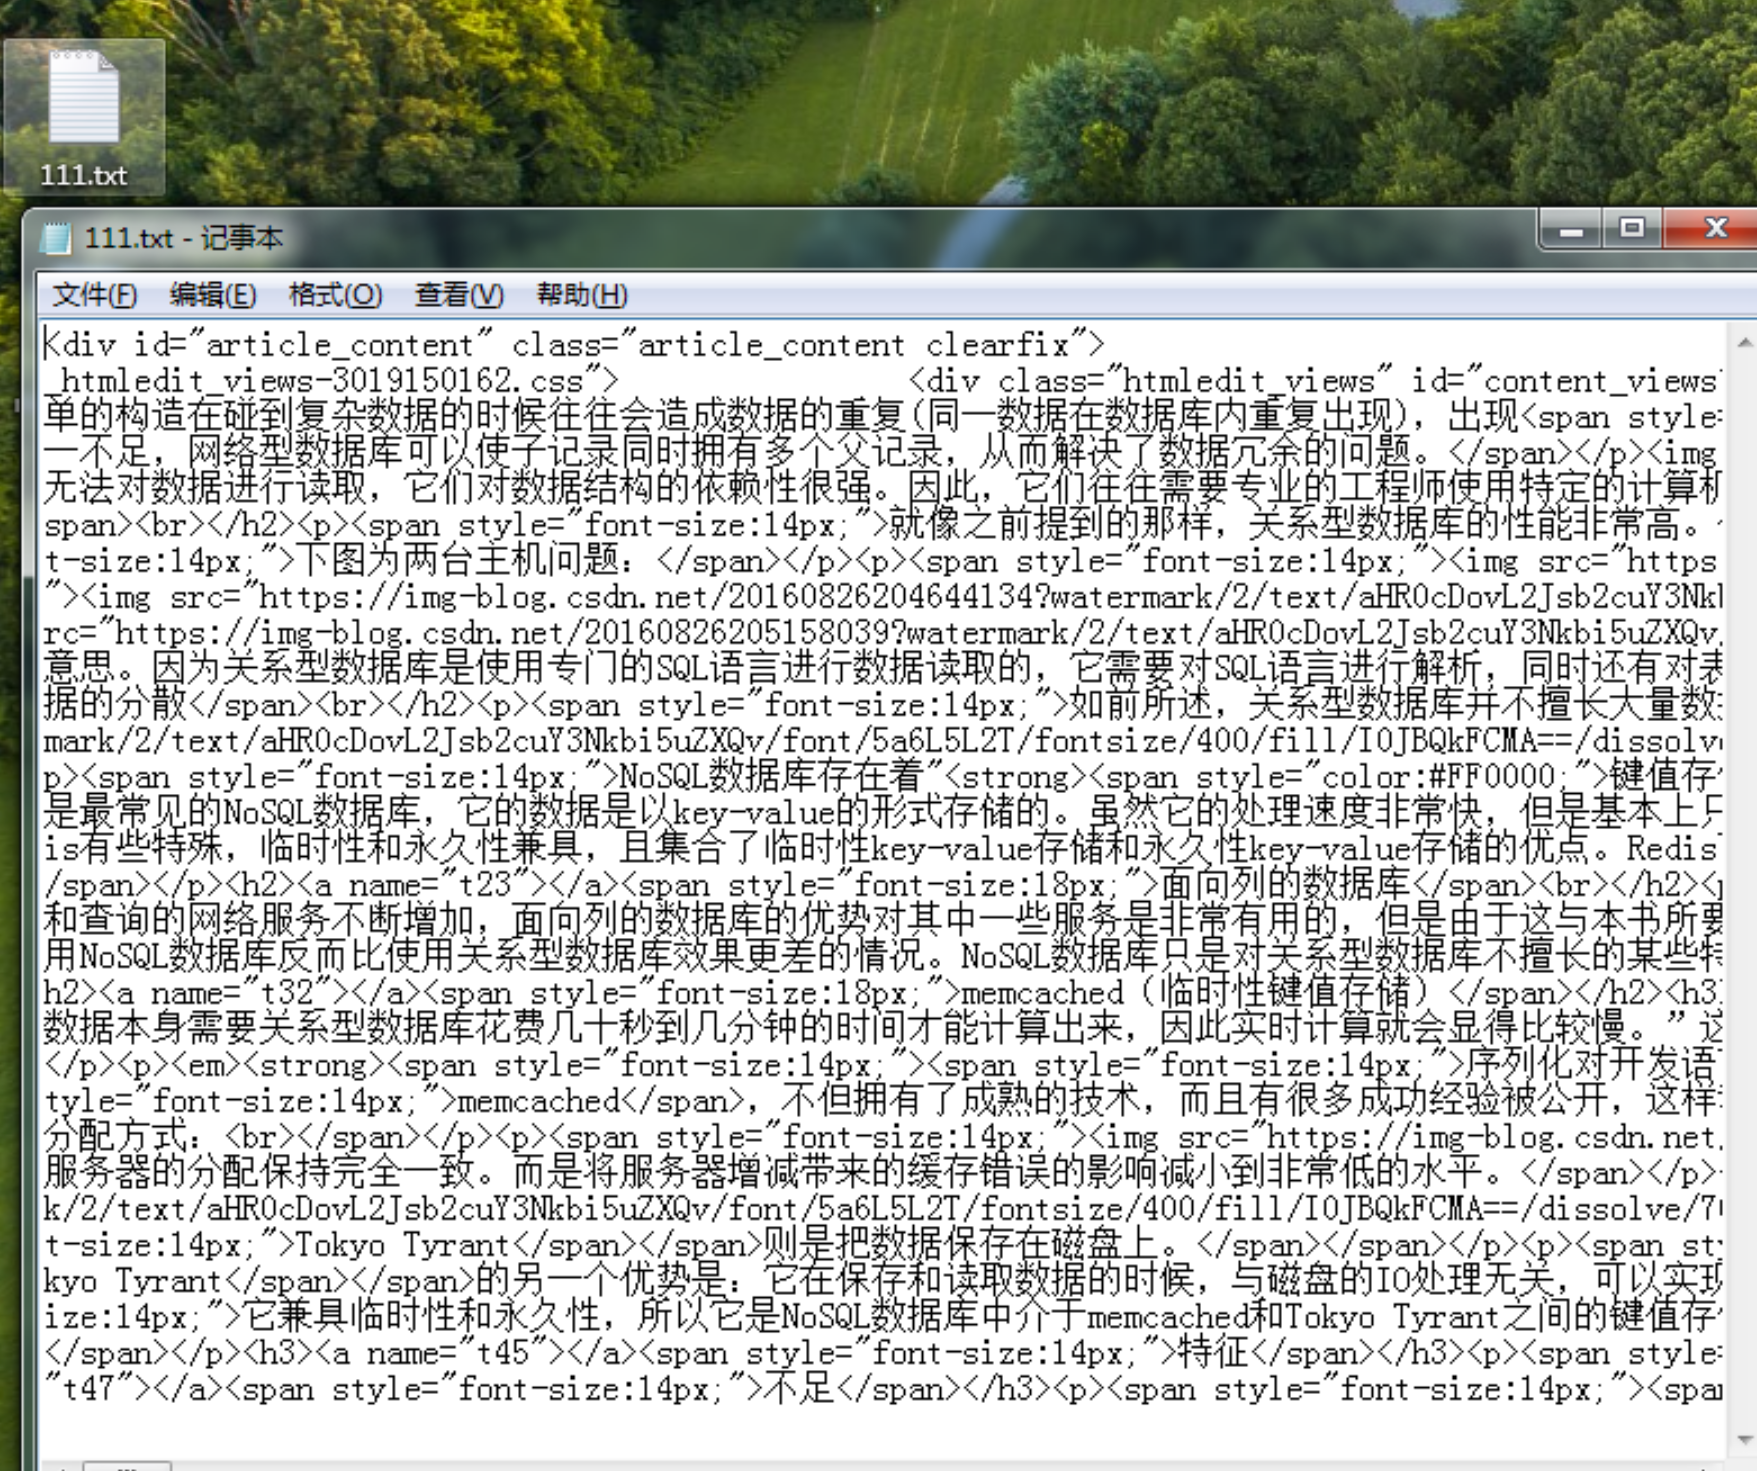 111.txt
111.txt - 记事本
文件(F) 编辑(E) 格式(O) 查看(V) 帮助(H)
<div id="article_content" class="article_content clearfix">
_htmledit_views-3019150162.css">                <div class="htmledit_views" id="content_views"
单的构造在碰到复杂数据的时候往往会造成数据的重复(同一数据在数据库内重复出现)，出现<span style=
一不足，网络型数据库可以使子记录同时拥有多个父记录，从而解决了数据冗余的问题。</span></p><img
无法对数据进行读取，它们对数据结构的依赖性很强。因此，它们往往需要专业的工程师使用特定的计算机
span><br></h2><p><span style="font-size:14px;">就像之前提到的那样，关系型数据库的性能非常高。
t-size:14px;">下图为两台主机问题：</span></p><p><span style="font-size:14px;"><img src="https
"><img src="https://img-blog.csdn.net/20160826204644134?watermark/2/text/aHR0cDovL2Jsb2cuY3Nk
rc="https://img-blog.csdn.net/20160826205158039?watermark/2/text/aHR0cDovL2Jsb2cuY3Nkbi5uZXQv
意思。因为关系型数据库是使用专门的SQL语言进行数据读取的，它需要对SQL语言进行解析，同时还有对表
据的分散</span><br></h2><p><span style="font-size:14px;">如前所述，关系型数据库并不擅长大量数
mark/2/text/aHR0cDovL2Jsb2cuY3Nkbi5uZXQv/font/5a6L5L2T/fontsize/400/fill/I0JBQkFCMA==/dissolv
p><span style="font-size:14px;">NoSQL数据库存在着"<strong><span style="color:#FF0000;">键值存
是最常见的NoSQL数据库，它的数据是以key-value的形式存储的。虽然它的处理速度非常快，但是基本上只
is有些特殊，临时性和永久性兼具，且集合了临时性key-value存储和永久性key-value存储的优点。Redis
/span></p><h2><a name="t23"></a><span style="font-size:18px;">面向列的数据库</span><br></h2><
和查询的网络服务不断增加，面向列的数据库的优势对其中一些服务是非常有用的，但是由于这与本书所要
用NoSQL数据库反而比使用关系型数据库效果更差的情况。NoSQL数据库只是对关系型数据库不擅长的某些特
h2><a name="t32"></a><span style="font-size:18px;">memcached（临时性键值存储）</span></h2><h3
数据本身需要关系型数据库花费几十秒到几分钟的时间才能计算出来，因此实时计算就会显得比较慢。”这
</p><p><em><strong><span style="font-size:14px;"><span style="font-size:14px;">序列化对开发语
tyle="font-size:14px;">memcached</span>，不但拥有了成熟的技术，而且有很多成功经验被公开，这样
分配方式：<br></span></p><p><span style="font-size:14px;"><img src="https://img-blog.csdn.net
服务器的分配保持完全一致。而是将服务器增减带来的缓存错误的影响减小到非常低的水平。</span></p>
k/2/text/aHR0cDovL2Jsb2cuY3Nkbi5uZXQv/font/5a6L5L2T/fontsize/400/fill/I0JBQkFCMA==/dissolve/7
t-size:14px;">Tokyo Tyrant</span></span>则是把数据保存在磁盘上。</span></span></p><p><span st
kyo Tyrant</span></span>的另一个优势是：它在保存和读取数据的时候，与磁盘的IO处理无关，可以实现
ize:14px;">它兼具临时性和永久性，所以它是NoSQL数据库中介于memcached和Tokyo Tyrant之间的键值存
</span></p><h3><a name="t45"></a><span style="font-size:14px;">特征</span></h3><p><span style=
"t47"></a><span style="font-size:14px;">不足</span></h3><p><span style="font-size:14px;"><spa